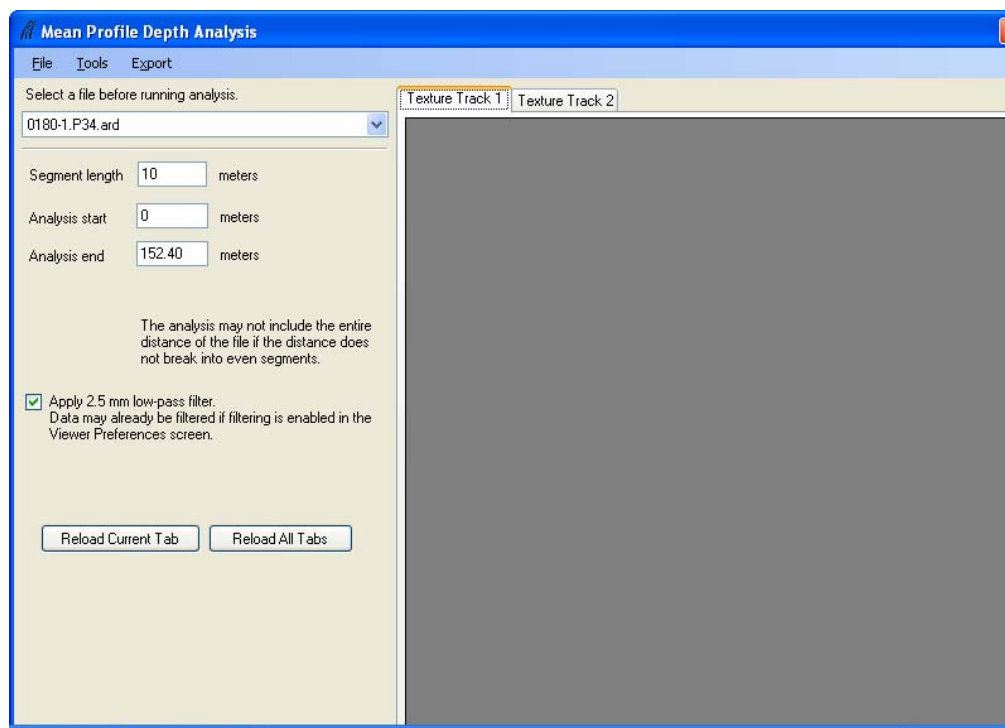 Mean Profile Depth Analysis
File Tools Export
Select a file before running analysis.
0180-1.P34.ard
Texture Track 1 Texture Track 2
Segment length 10 meters
Analysis start 0 meters
Analysis end 152.40 meters
The analysis may not include the entire
distance of the file if the distance does
not break into even segments.
Apply 2.5 mm low-pass filter.
Data may already be filtered if filtering is enabled in the
Viewer Preferences screen.
Reload Current Tab Reload All Tabs